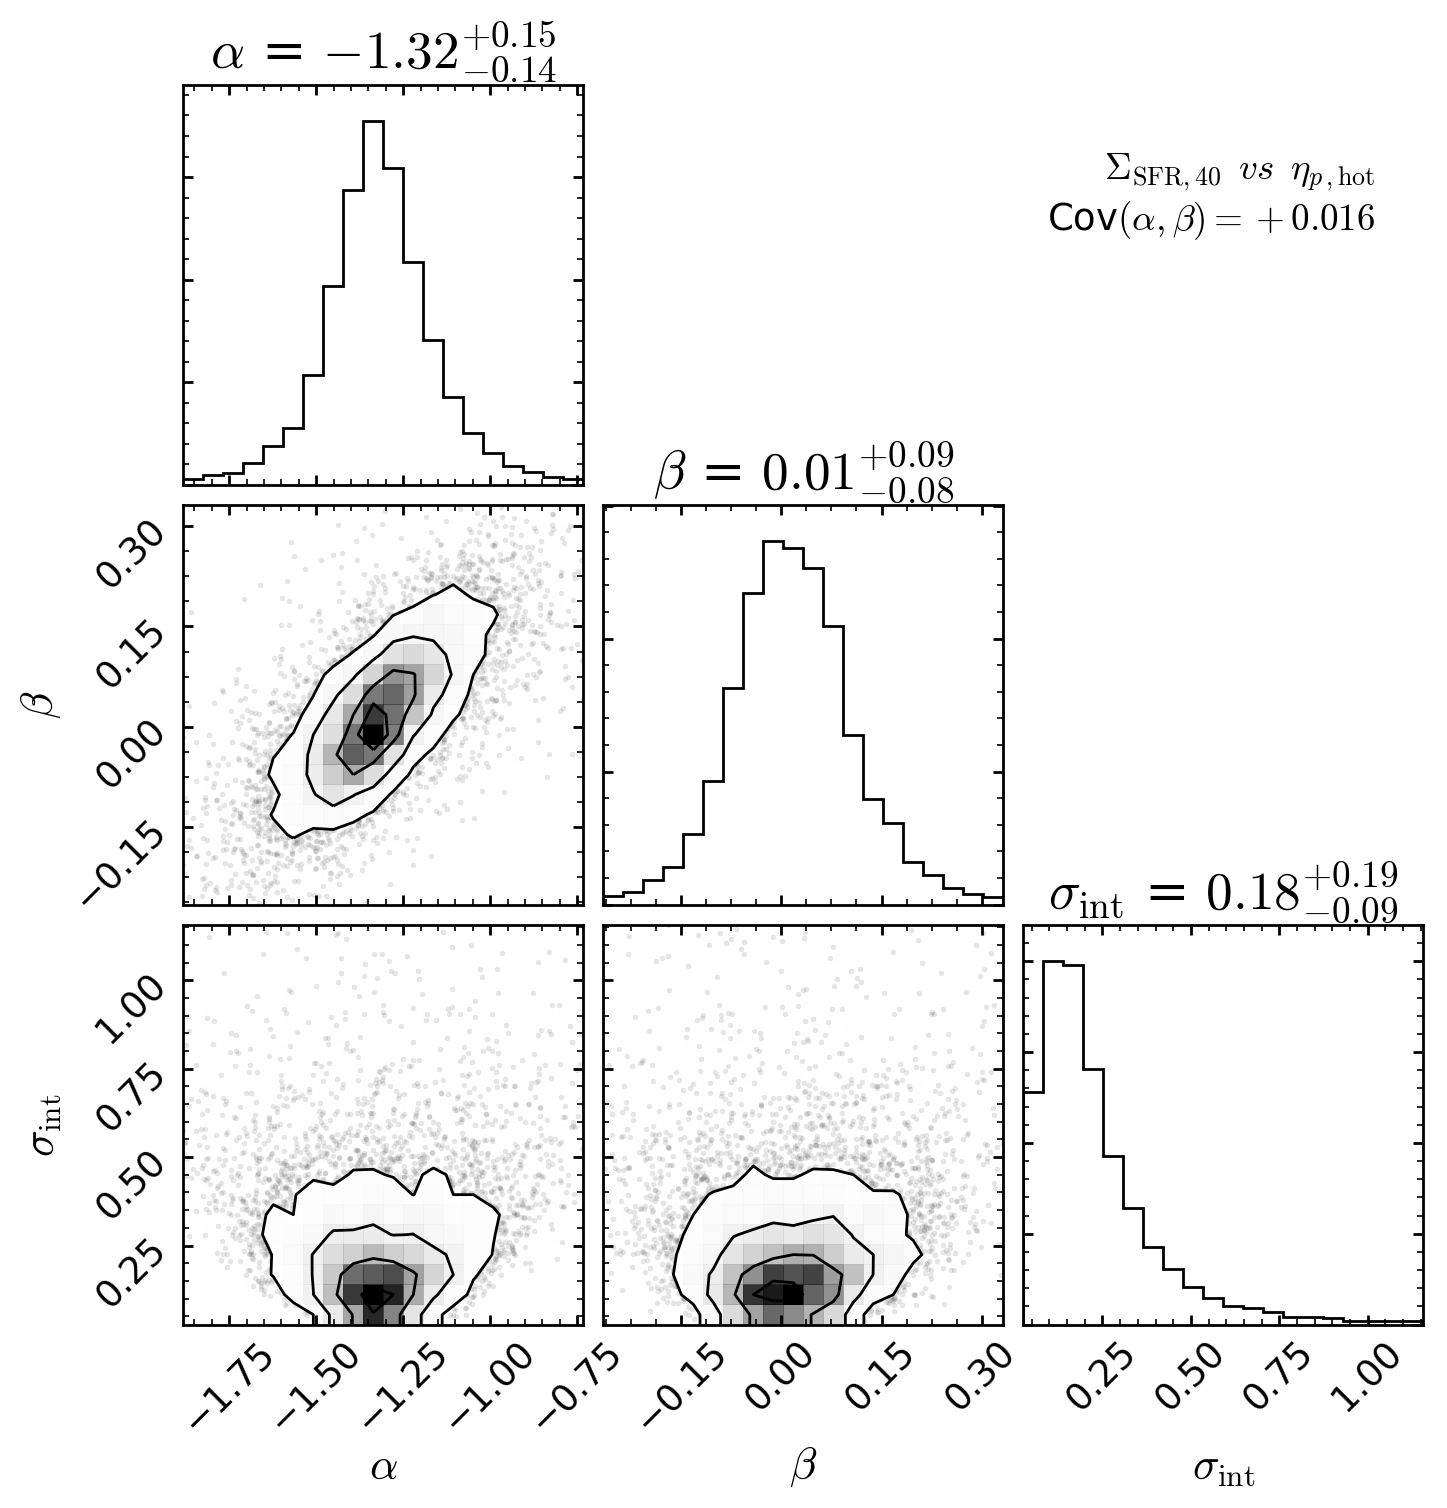 α = −1.32 +0.15 −0.14
Σ SFR, 40 vs η p, hot
Cov(α, β) = +0.016
β = 0.01 +0.09 −0.08
0.30
0.15
0.00
−0.15
β
σint = 0.18 +0.19 −0.09
1.00
0.75
0.50
0.25
σint
−1.75 −1.50 −1.25 −1.00 −0.75
−0.15 0.00 0.15 0.30
0.25 0.50 0.75 1.00
α β σint